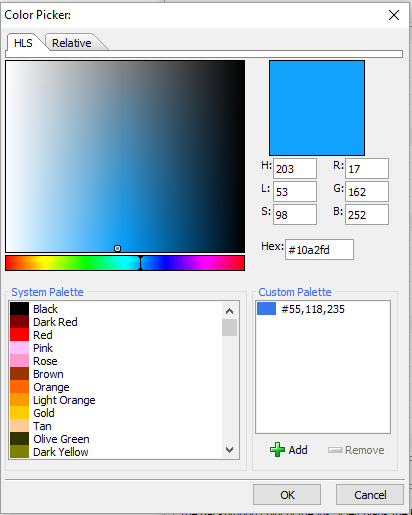 Color Picker:
HLS
Relative
H: 203
R: 17
L: 53
G: 162
S: 98
B: 252
Hex: #10a2fd
System Palette
Black
Dark Red
Red
Pink
Rose
Brown
Orange
Light Orange
Gold
Tan
Olive Green
Dark Yellow
Custom Palette
#55,118,235
Add
Remove
OK
Cancel